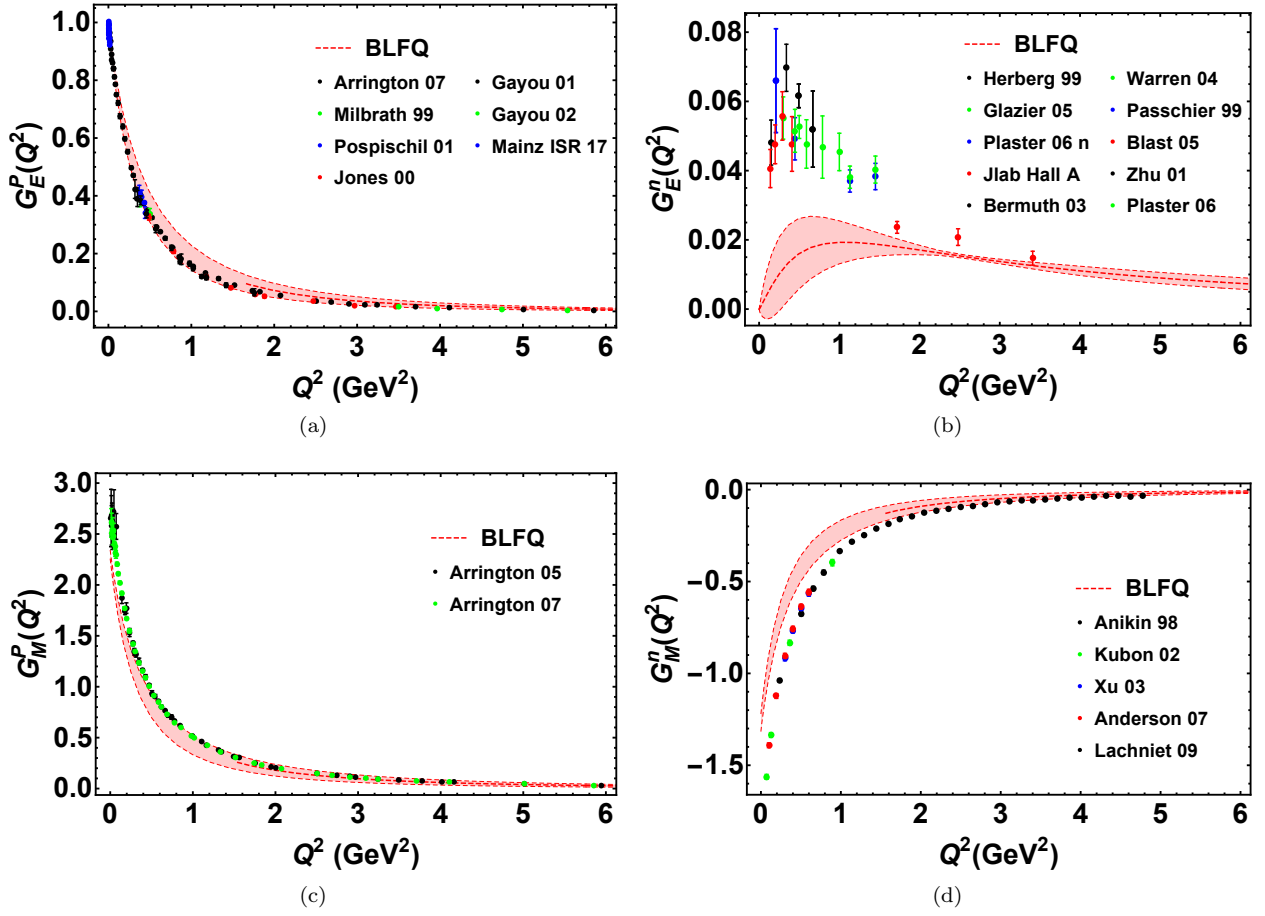 1.0
0.8
0.6
0.4
0.2
0.0
G_E^P(Q^2)
BLFQ
Arrington 07
Gayou 01
Milbrath 99
Gayou 02
Pospischil 01
Mainz ISR 17
Jones 00
0 1 2 3 4 5 6
Q^2 (GeV^2)
(a)
0.08
0.06
0.04
0.02
0.00
G_E^n(Q^2)
BLFQ
Herberg 99
Warren 04
Glazier 05
Passchier 99
Plaster 06 n
Blast 05
Jlab Hall A
Zhu 01
Bermuth 03
Plaster 06
0 1 2 3 4 5 6
Q^2(GeV^2)
(b)
3.0
2.5
2.0
1.5
1.0
0.5
0.0
G_M^P(Q^2)
BLFQ
Arrington 05
Arrington 07
0 1 2 3 4 5 6
Q^2 (GeV^2)
(c)
0.0
−0.5
−1.0
−1.5
G_M^n(Q^2)
BLFQ
Anikin 98
Kubon 02
Xu 03
Anderson 07
Lachniet 09
0 1 2 3 4 5 6
Q^2(GeV^2)
(d)